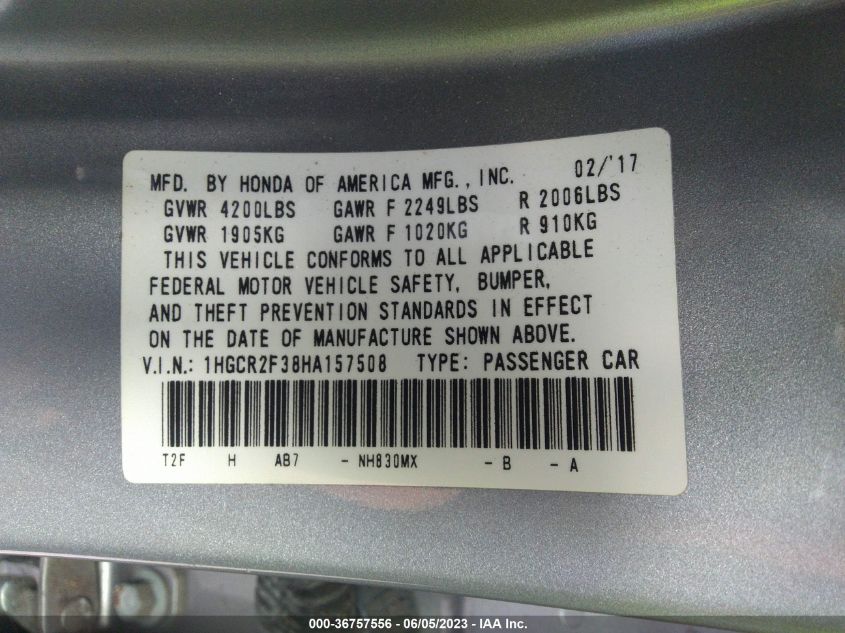 MFD. BY HONDA OF AMERICA MFG., INC. 02/'17
GVWR 4200LBS GAWR F 2249LBS R 2006LBS
GVWR 1905KG GAWR F 1020KG R 910KG
THIS VEHICLE CONFORMS TO ALL APPLICABLE
FEDERAL MOTOR VEHICLE SAFETY, BUMPER,
AND THEFT PREVENTION STANDARDS IN EFFECT
ON THE DATE OF MANUFACTURE SHOWN ABOVE.
V.I.N.: 1HGCR2F38HA157508 TYPE: PASSENGER CAR
T2F H AB7 - NH830MX - B - A
000-36757556 - 06/05/2023 - IAA Inc.